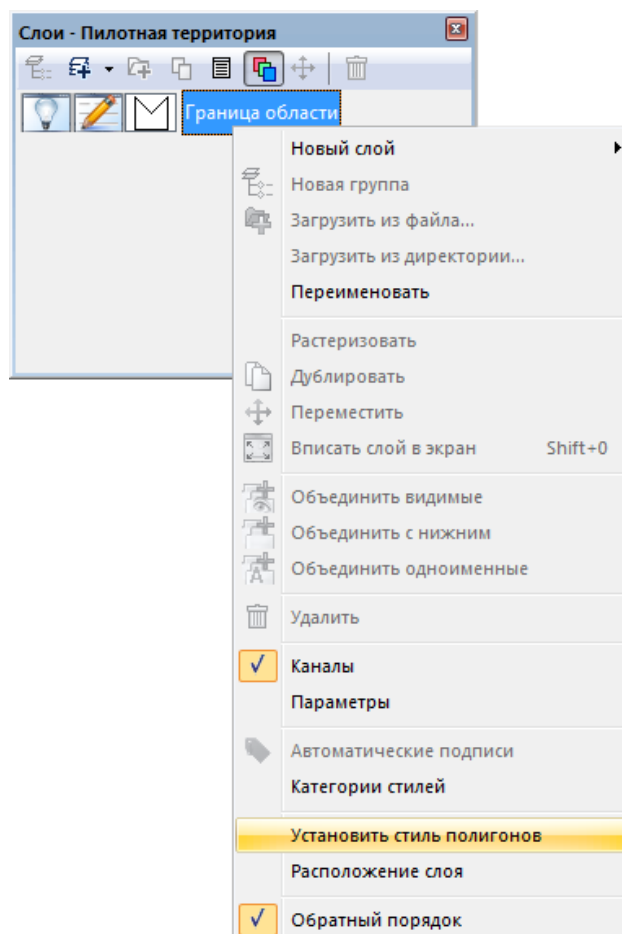 Слои - Пилотная территория
Граница области
Новый слой
Новая группа
Загрузить из файла...
Загрузить из директории...
Переименовать
Растеризовать
Дублировать
Переместить
Вписать слой в экран Shift+0
Объединить видимые
Объединить с нижним
Объединить одноименные
Удалить
Каналы
Параметры
Автоматические подписи
Категории стилей
Установить стиль полигонов
Расположение слоя
Обратный порядок